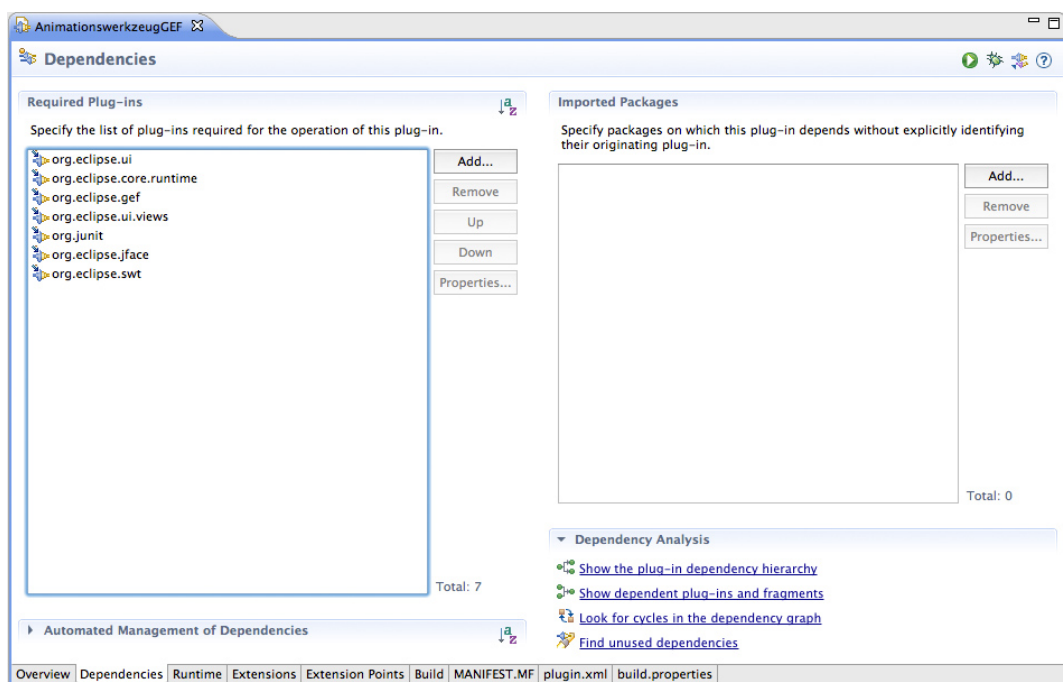 AnimationswerkzeugGEF
Dependencies
Required Plug-ins
Specify the list of plug-ins required for the operation of this plug-in.
org.eclipse.ui
org.eclipse.core.runtime
org.eclipse.gef
org.eclipse.ui.views
org.junit
org.eclipse.jface
org.eclipse.swt
Add...
Remove
Up
Down
Properties...
Total: 7
Automated Management of Dependencies
Imported Packages
Specify packages on which this plug-in depends without explicitly identifying
their originating plug-in.
Add...
Remove
Properties...
Total: 0
Dependency Analysis
Show the plug-in dependency hierarchy
Show dependent plug-ins and fragments
Look for cycles in the dependency graph
Find unused dependencies
Overview Dependencies Runtime Extensions Extension Points Build MANIFEST.MF plugin.xml build.properties